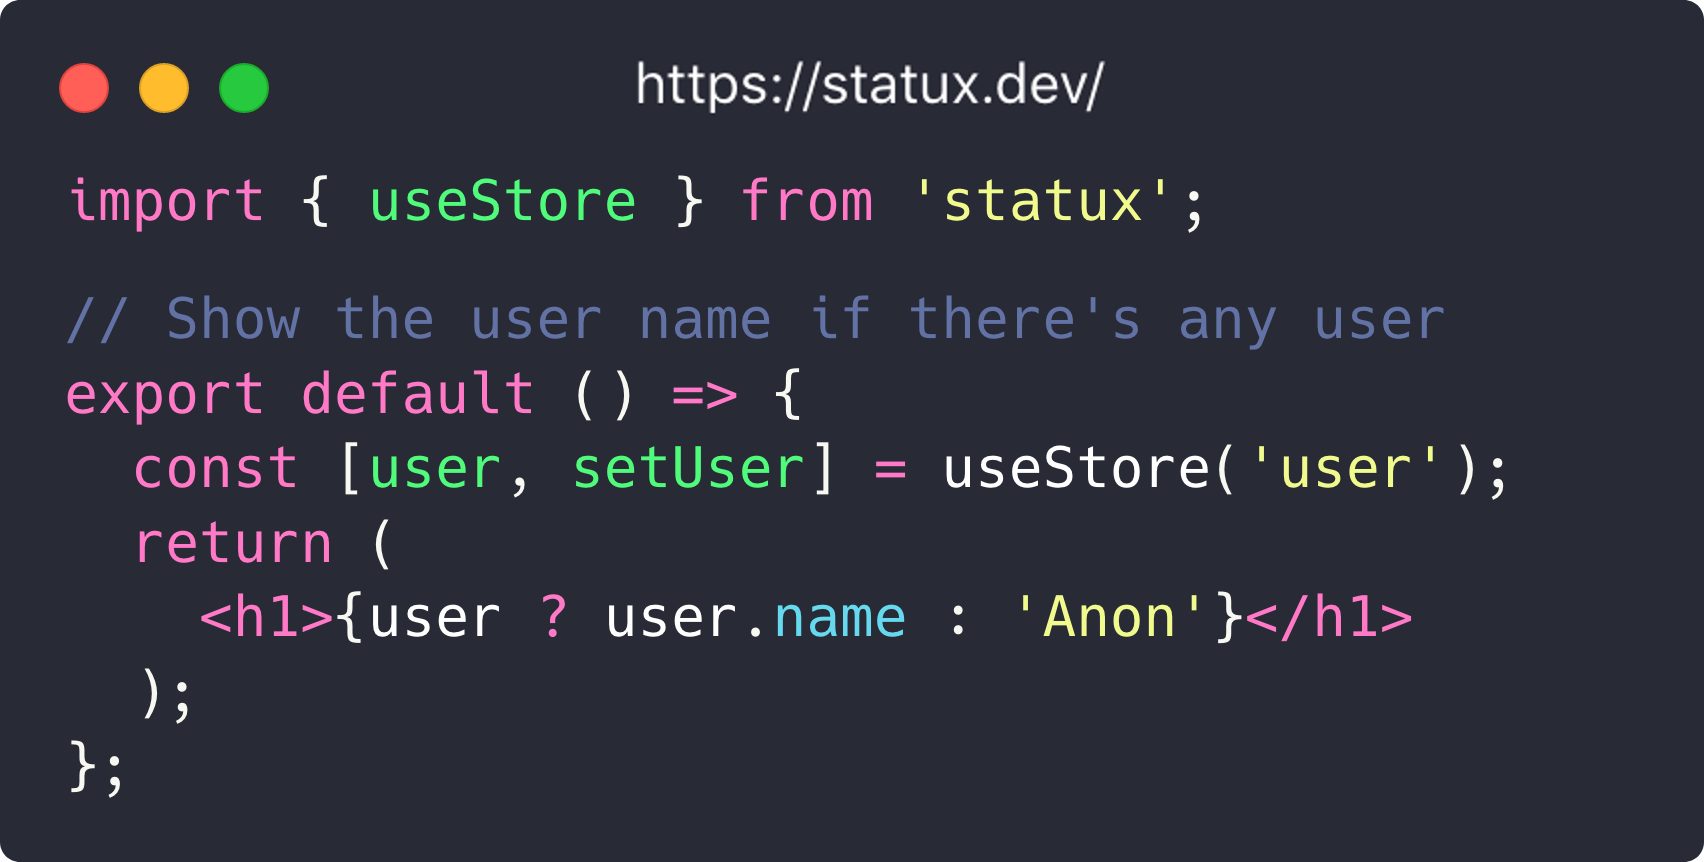 https://statux.dev/
import { useStore } from 'statux';
// Show the user name if there's any user
export default () => {
  const [user, setUser] = useStore('user');
  return (
    <h1>{user ? user.name : 'Anon'}</h1>
  );
};